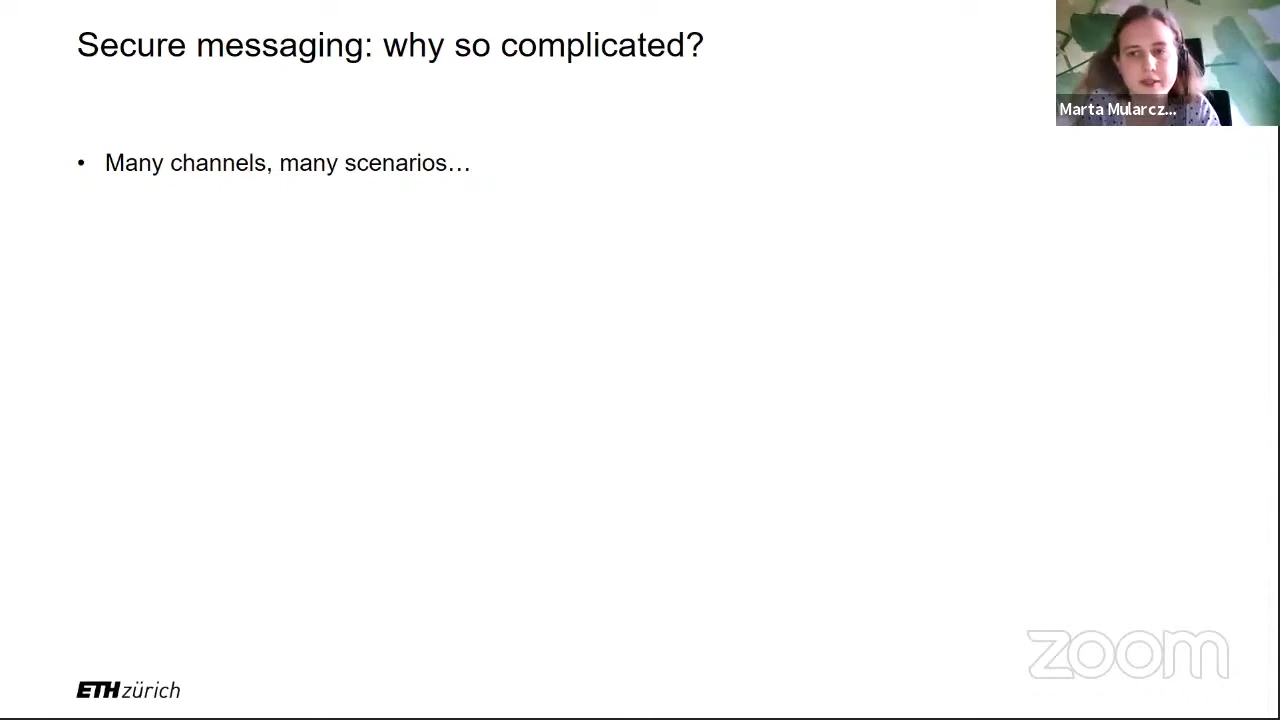 Secure messaging: why so complicated?
Marta Mularcz...
• Many channels, many scenarios…
zoom
ETH zürich